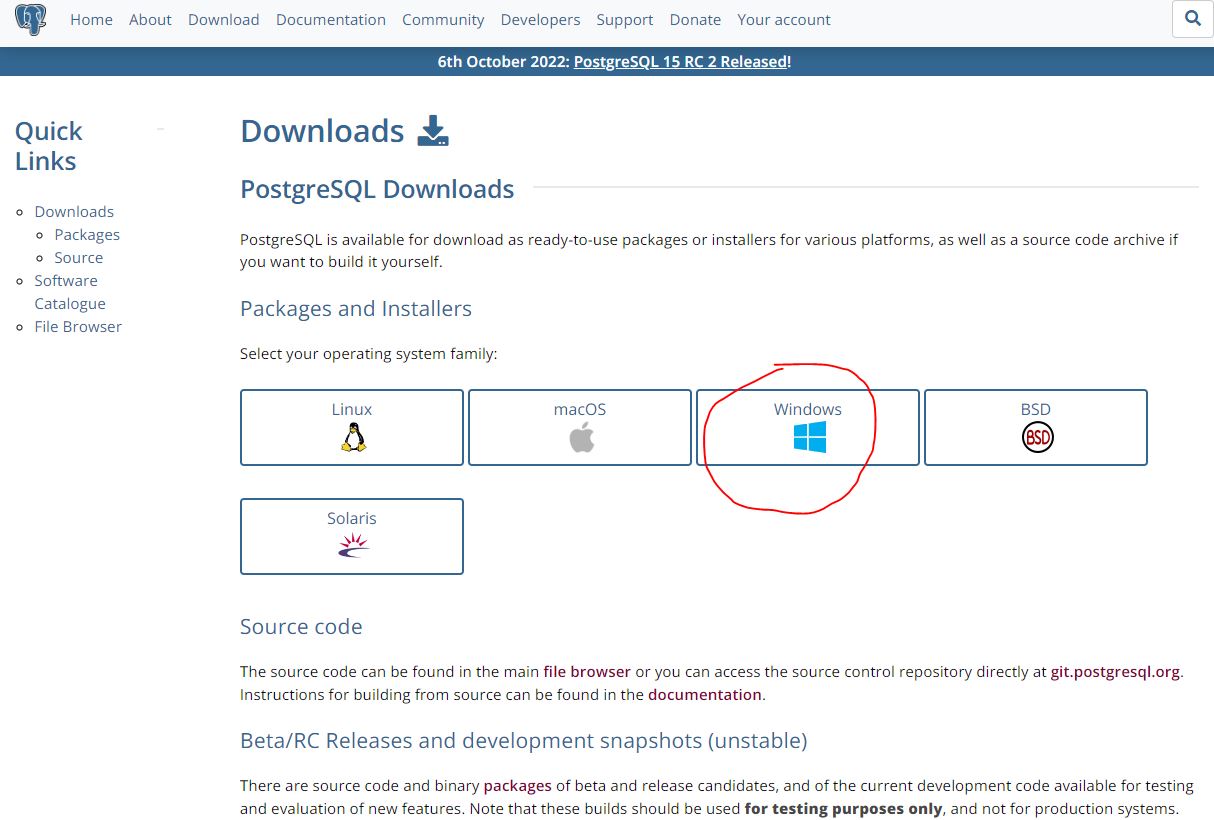 Home About Download Documentation Community Developers Support Donate Your account
6th October 2022: PostgreSQL 15 RC 2 Released!
Quick
Links
Downloads
Packages
Source
Software
Catalogue
File Browser
Downloads
PostgreSQL Downloads
PostgreSQL is available for download as ready-to-use packages or installers for various platforms, as well as a source code archive if
you want to build it yourself.
Packages and Installers
Select your operating system family:
Linux
macOS
Windows
BSD
BSD
Solaris
Source code
The source code can be found in the main file browser or you can access the source control repository directly at git.postgresql.org.
Instructions for building from source can be found in the documentation.
Beta/RC Releases and development snapshots (unstable)
There are source code and binary packages of beta and release candidates, and of the current development code available for testing
and evaluation of new features. Note that these builds should be used for testing purposes only, and not for production systems.